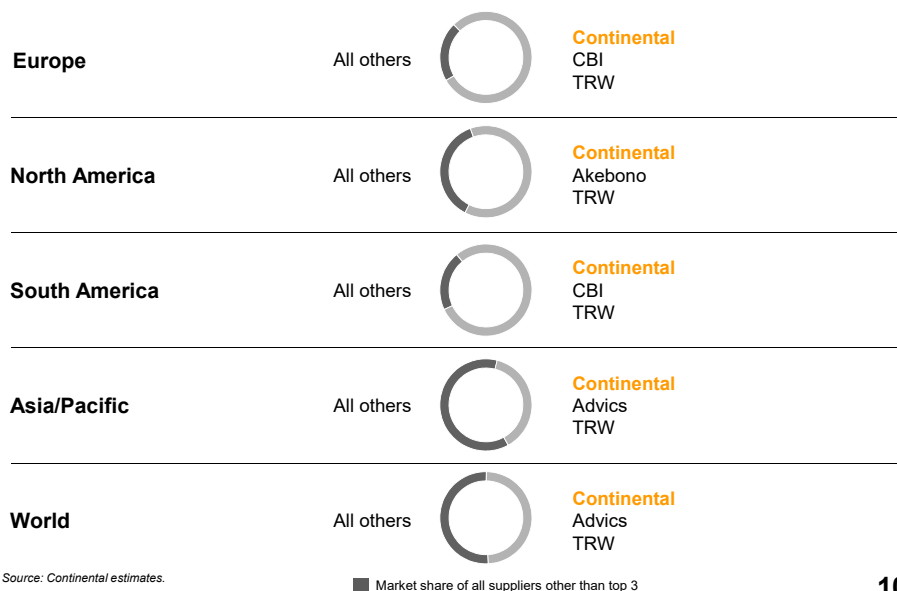 Europe
All others
Continental
CBI
TRW
North America
All others
Continental
Akebono
TRW
South America
All others
Continental
CBI
TRW
Asia/Pacific
All others
Continental
Advics
TRW
World
All others
Continental
Advics
TRW
Source: Continental estimates.
Market share of all suppliers other than top 3